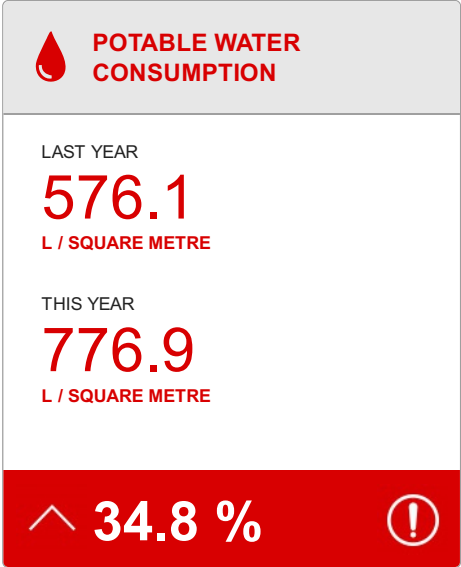 POTABLE WATER
CONSUMPTION
LAST YEAR
576.1
L / SQUARE METRE
THIS YEAR
776.9
L / SQUARE METRE
34.8 %